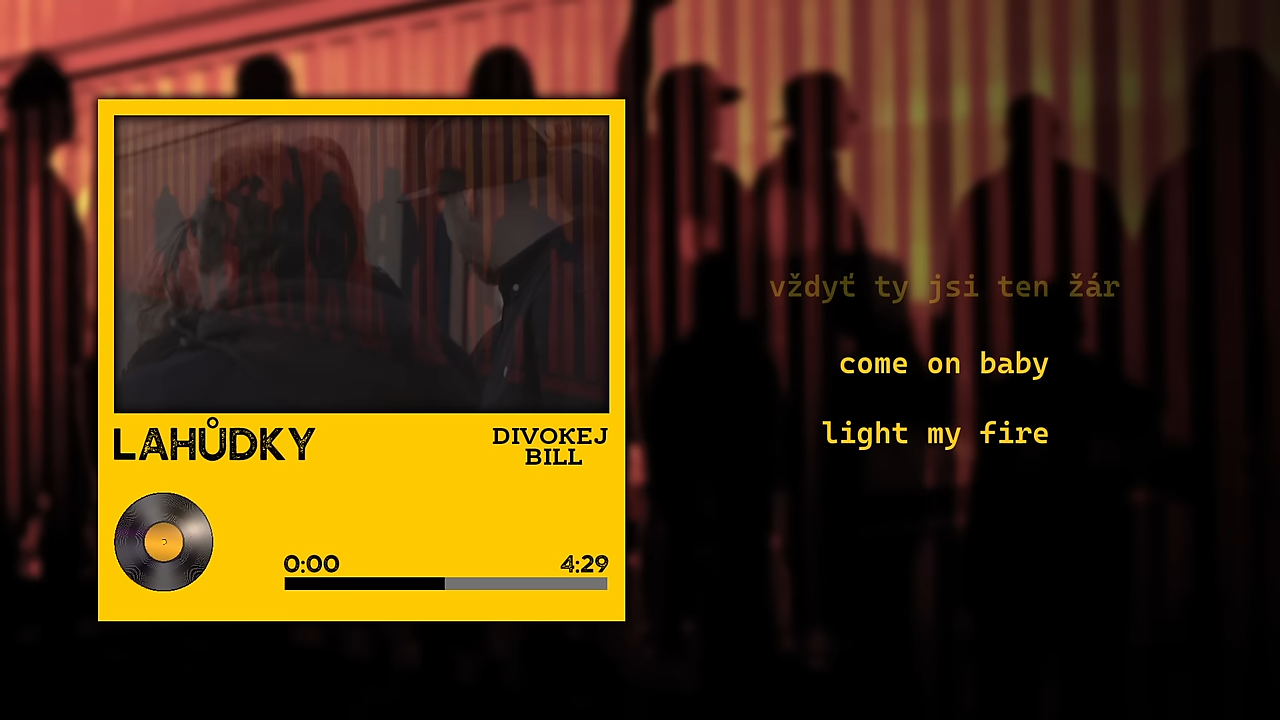 LAHŮDKY
DIVOKEJ
BILL
0:00
4:29
vždyť ty jsi ten žár
come on baby
light my fire